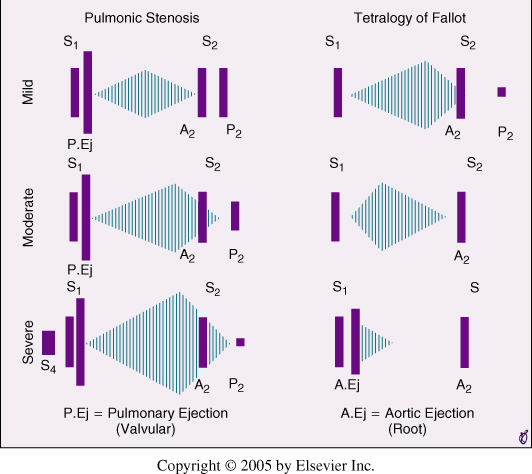 Pulmonic Stenosis Tetralogy of Fallot
Mild
S1 S2 S1 S2
P.Ej A2 P2 A2 P2
Moderate
S1 S2 S1 S2
P.Ej A2 P2 A2
Severe
S1 S2 S1 S
S4 A2 P2 A.Ej A2
P.Ej = Pulmonary Ejection A.Ej = Aortic Ejection
(Valvular) (Root)
Copyright © 2005 by Elsevier Inc.